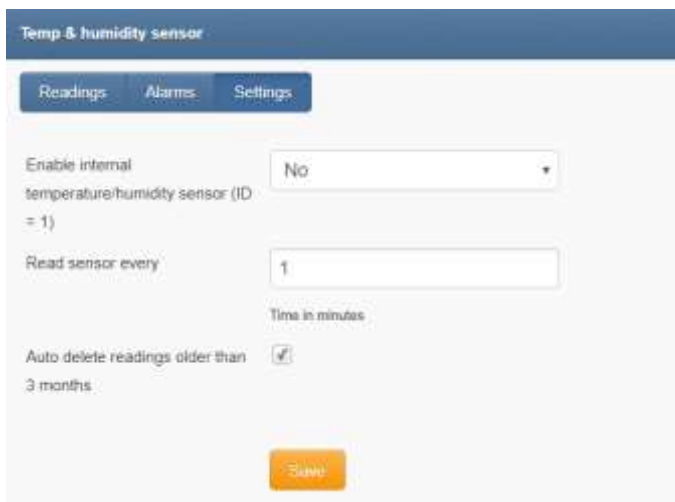 Temp & humidity sensor
Readings Alarms Settings
Enable internal
temperature/humidity sensor (ID
= 1)
No
Read sensor every
1
Time in minutes
Auto delete readings older than
3 months
Save